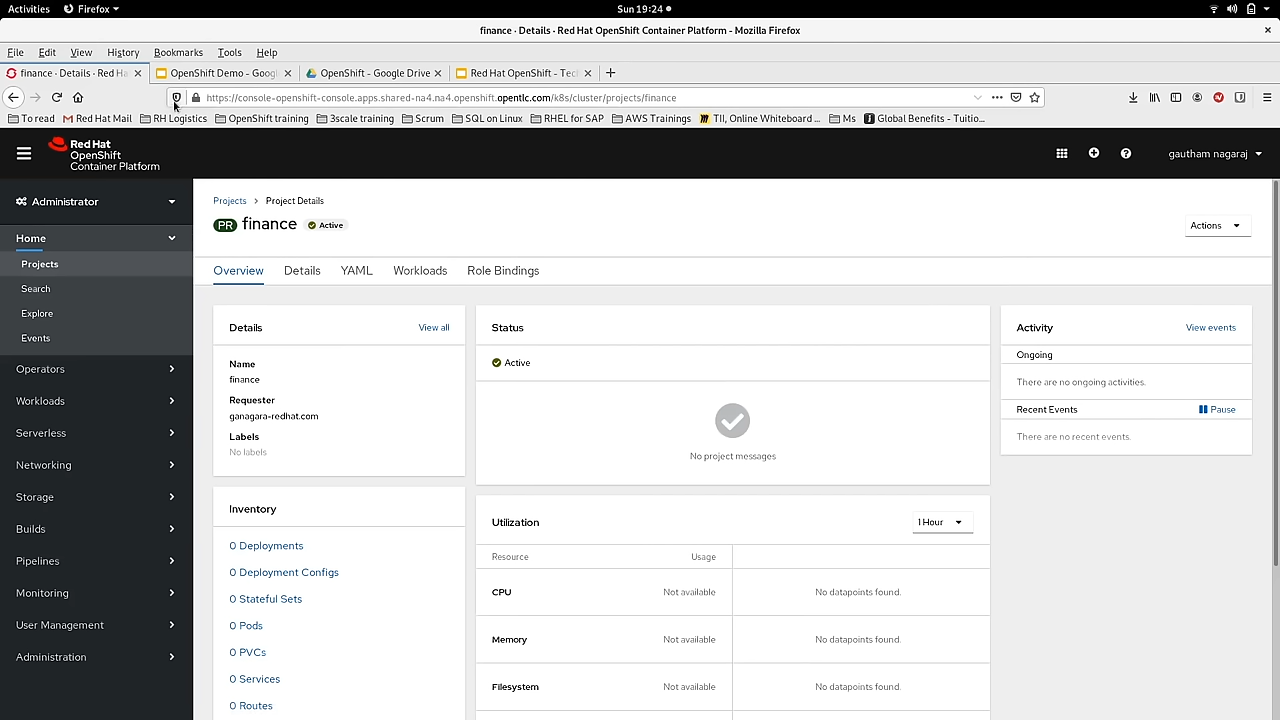 Activities Firefox Sun 19:24
finance · Details · Red Hat OpenShift Container Platform - Mozilla Firefox
File Edit View History Bookmarks Tools Help
finance · Details · Red Ha OpenShift Demo - Goog OpenShift - Google Drive Red Hat OpenShift - Tec
https://console-openshift-console.apps.shared-na4.na4.openshift.opentlc.com/k8s/cluster/projects/finance
To read Red Hat Mail RH Logistics OpenShift training 3scale training Scrum SQL on Linux RHEL for SAP AWS Trainings TII, Online Whiteboard ... Ms Global Benefits - Tuitio...
Red Hat
OpenShift
Container Platform
gautham nagaraj
Administrator
Home
Projects
Search
Explore
Events
Operators
Workloads
Serverless
Networking
Storage
Builds
Pipelines
Monitoring
User Management
Administration
Projects > Project Details
PR finance Active
Actions
Overview Details YAML Workloads Role Bindings
Details View all
Name
finance
Requester
ganagara-redhat.com
Labels
No labels
Inventory
0 Deployments
0 Deployment Configs
0 Stateful Sets
0 Pods
0 PVCs
0 Services
0 Routes
Status
Active
No project messages
Utilization 1 Hour
Resource Usage
CPU Not available No datapoints found.
Memory Not available No datapoints found.
Filesystem Not available No datapoints found.
Activity View events
Ongoing
There are no ongoing activities.
Recent Events Pause
There are no recent events.